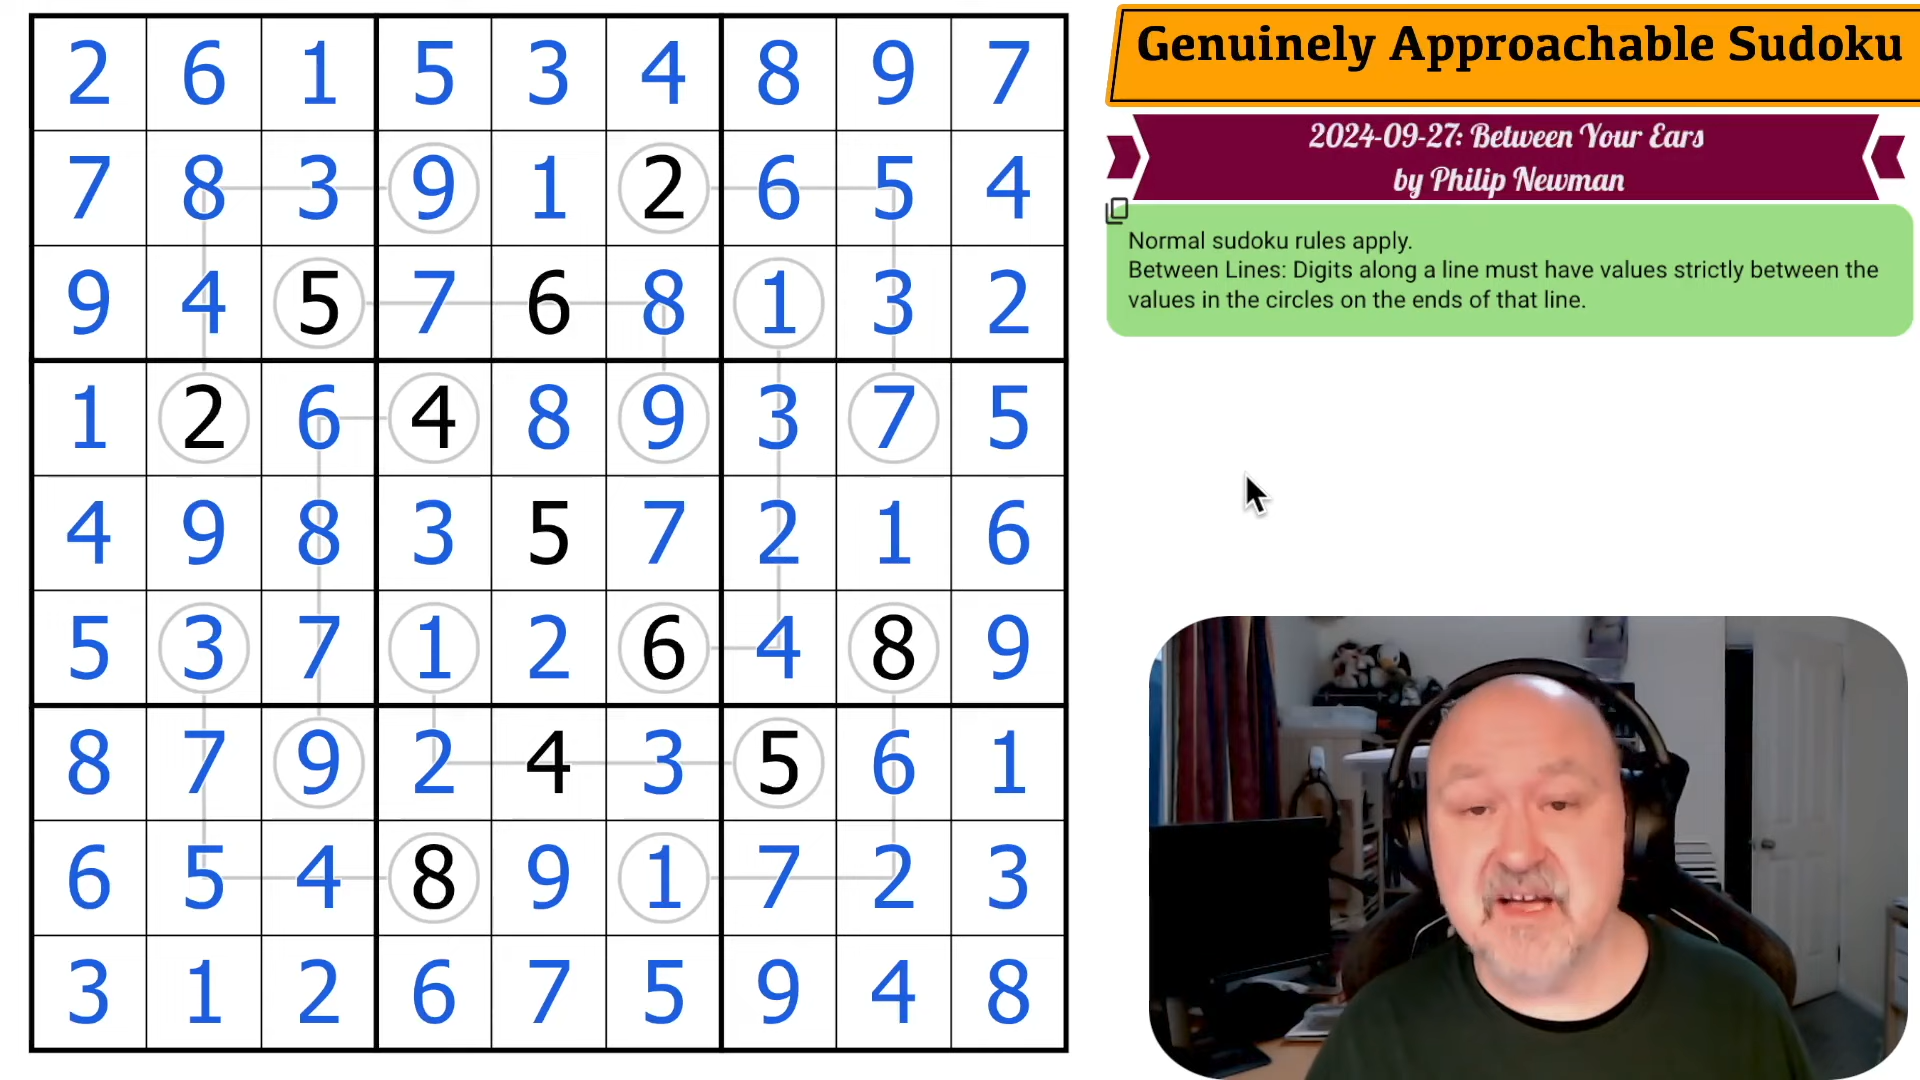 Genuinely Approachable Sudoku
2024-09-27: Between Your Ears
by Philip Newman
Normal sudoku rules apply.
Between Lines: Digits along a line must have values strictly between the
values in the circles on the ends of that line.
2 6 1 5 3 4 8 9 7
7 8 3 9 1 2 6 5 4
9 4 5 7 6 8 1 3 2
1 2 6 4 8 9 3 7 5
4 9 8 3 5 7 2 1 6
5 3 7 1 2 6 4 8 9
8 7 9 2 4 3 5 6 1
6 5 4 8 9 1 7 2 3
3 1 2 6 7 5 9 4 8